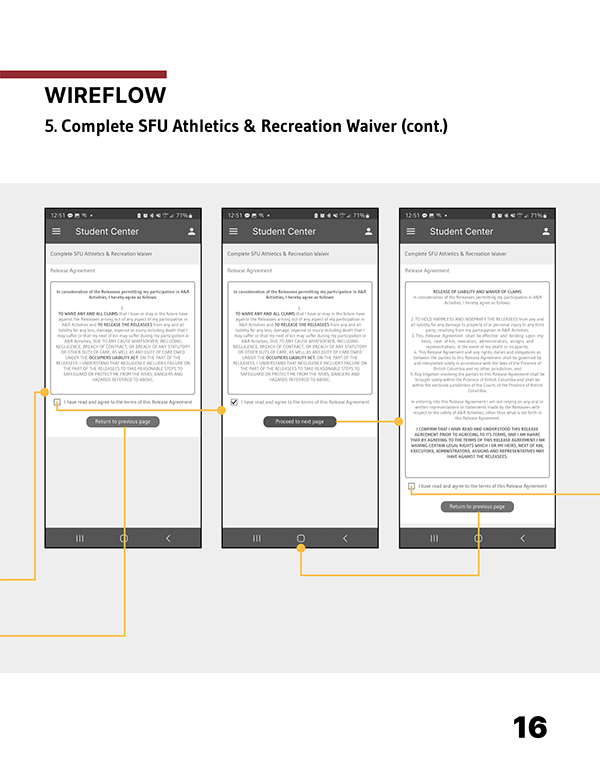 WIREFLOW
5. Complete SFU Athletics & Recreation Waiver (cont.)
12:51
71%
Student Center
Complete SFU Athletics & Recreation Waiver
Release Agreement
In consideration of the Releasees permitting my participation in A&R
Activities, I hereby agree as follows
1.
TO WAIVE ANY AND ALL CLAIMS that I have or may in the future have
against the Releasees arising out of any aspect of my participation in
A&R Activities and TO RELEASE THE RELEASEES from any and all
liability for any loss, damage, expense or injury including death that I
may suffer or that my next of kin may suffer during my participation in
A&R Activities, DUE TO ANY CAUSE WHATSOEVER, INCLUDING
NEGLIGENCE, BREACH OF CONTRACT, OR BREACH OF ANY STATUTORY
OR OTHER DUTY OF CARE, AS WELL AS ANY DUTY OF CARE OWED
UNDER THE OCCUPIERS LIABILITY ACT, ON THE PART OF THE
RELEASEES. I UNDERSTAND THAT NEGLIGENCE INCLUDES FAILURE ON
THE PART OF THE RELEASEES TO TAKE REASONABLE STEPS TO
SAFEGUARD OR PROTECT ME FROM THE RISKS, DANGERS AND
HAZARDS REFERRED TO ABOVE;
I have read and agree to the terms of this Release Agreement
Return to previous page
12:51
71%
Student Center
Complete SFU Athletics & Recreation Waiver
Release Agreement
In consideration of the Releasees permitting my participation in A&R
Activities, I hereby agree as follows
1.
TO WAIVE ANY AND ALL CLAIMS that I have or may in the future have
against the Releasees arising out of any aspect of my participation in
A&R Activities and TO RELEASE THE RELEASEES from any and all
liability for any loss, damage, expense or injury including death that I
may suffer or that my next of kin may suffer during my participation in
A&R Activities, DUE TO ANY CAUSE WHATSOEVER, INCLUDING
NEGLIGENCE, BREACH OF CONTRACT, OR BREACH OF ANY STATUTORY
OR OTHER DUTY OF CARE, AS WELL AS ANY DUTY OF CARE OWED
UNDER THE OCCUPIERS LIABILITY ACT, ON THE PART OF THE
RELEASEES. I UNDERSTAND THAT NEGLIGENCE INCLUDES FAILURE ON
THE PART OF THE RELEASEES TO TAKE REASONABLE STEPS TO
SAFEGUARD OR PROTECT ME FROM THE RISKS, DANGERS AND
HAZARDS REFERRED TO ABOVE;
I have read and agree to the terms of this Release Agreement
Proceed to next page
12:51
71%
Student Center
Complete SFU Athletics & Recreation Waiver
Release Agreement
RELEASE OF LIABILITY AND WAIVER OF CLAIMS
In consideration of the Releasees permitting my participation in A&R
Activities, I hereby agree as follows
2. TO HOLD HARMLESS AND INDEMNIFY THE RELEASEES from any and
all liability for any damage to property of or personal injury to any third
party, resulting from my participation in A&R Activities.
3. This Release Agreement shall be effective and binding upon my
heirs, next of kin, executors, administrators, assigns and
representatives, in the event of my death or incapacity,
4. This Release Agreement and any rights, duties and obligations as
between the parties to this Release Agreement shall be governed by
and interpreted solely in accordance with the laws of the Province of
British Columbia and no other jurisdiction; and
5. Any litigation involving the parties to this Release Agreement shall be
brought solely within the Province of British Columbia and shall be
within the exclusive jurisdiction of the Courts of the Province of British
Columbia.
In entering into this Release Agreement I am not relying on any oral or
written representations or statements made by the Releasees with
respect to the safety of A&R Activities, other than what is set forth in
this Release Agreement.
I CONFIRM THAT I HAVE READ AND UNDERSTOOD THIS RELEASE
AGREEMENT PRIOR TO AGREEING TO ITS TERMS, AND I AM AWARE
THAT BY AGREEING TO THE TERMS OF THIS RELEASE AGREEMENT I AM
WAIVING CERTAIN LEGAL RIGHTS WHICH I OR MY HEIRS, NEXT OF KIN,
EXECUTORS, ADMINISTRATORS, ASSIGNS AND REPRESENTATIVES MAY
HAVE AGAINST THE RELEASEES.
I have read and agree to the terms of this Release Agreement
Return to previous page
16